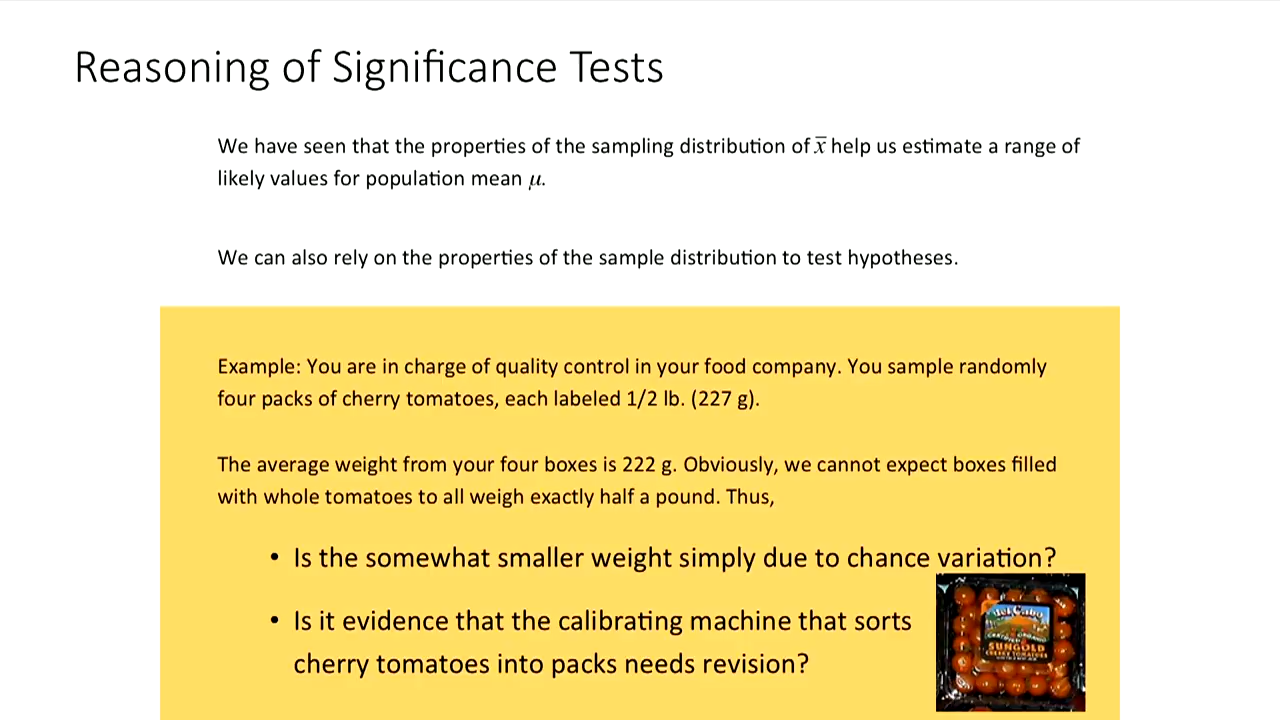 Reasoning of Significance Tests
We have seen that the properties of the sampling distribution of x̅ help us estimate a range of
likely values for population mean μ.
We can also rely on the properties of the sample distribution to test hypotheses.
Example: You are in charge of quality control in your food company. You sample randomly
four packs of cherry tomatoes, each labeled 1/2 lb. (227 g).
The average weight from your four boxes is 222 g. Obviously, we cannot expect boxes filled
with whole tomatoes to all weigh exactly half a pound. Thus,
• Is the somewhat smaller weight simply due to chance variation?
• Is it evidence that the calibrating machine that sorts
cherry tomatoes into packs needs revision?
SUNGOLD
CHERRY TOMATOES